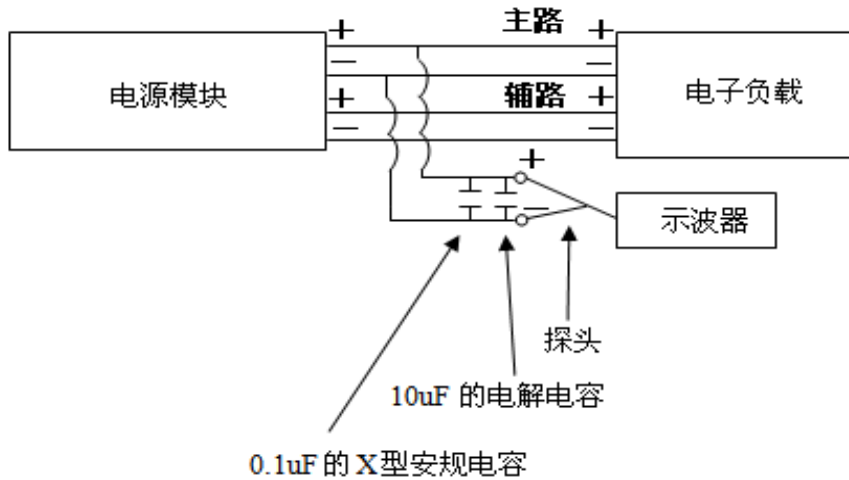 + 主路 +
电源模块
−
−
电子负载
+ 辅路 +
−
−
+
−
示波器
探头
10uF 的电解电容
0.1uF 的 X型安规电容